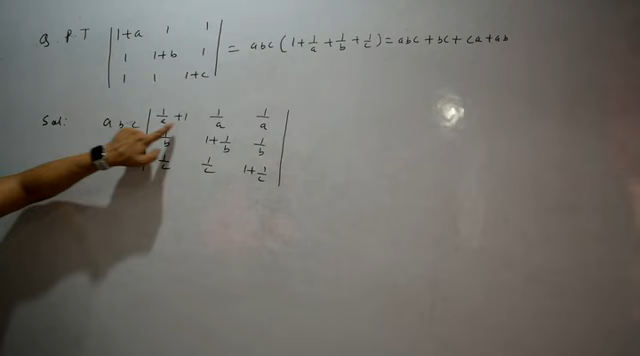 Q. P.T | 1+a 1 1 | = abc (1 + 1/a + 1/b + 1/c) = abc + bc + ca + ab
| 1 1+b 1 |
| 1 1 1+c |
Sol: abc | 1/a +1 1/a 1/a |
1/b 1+1/b 1/b |
1/c 1/c 1+1/c |